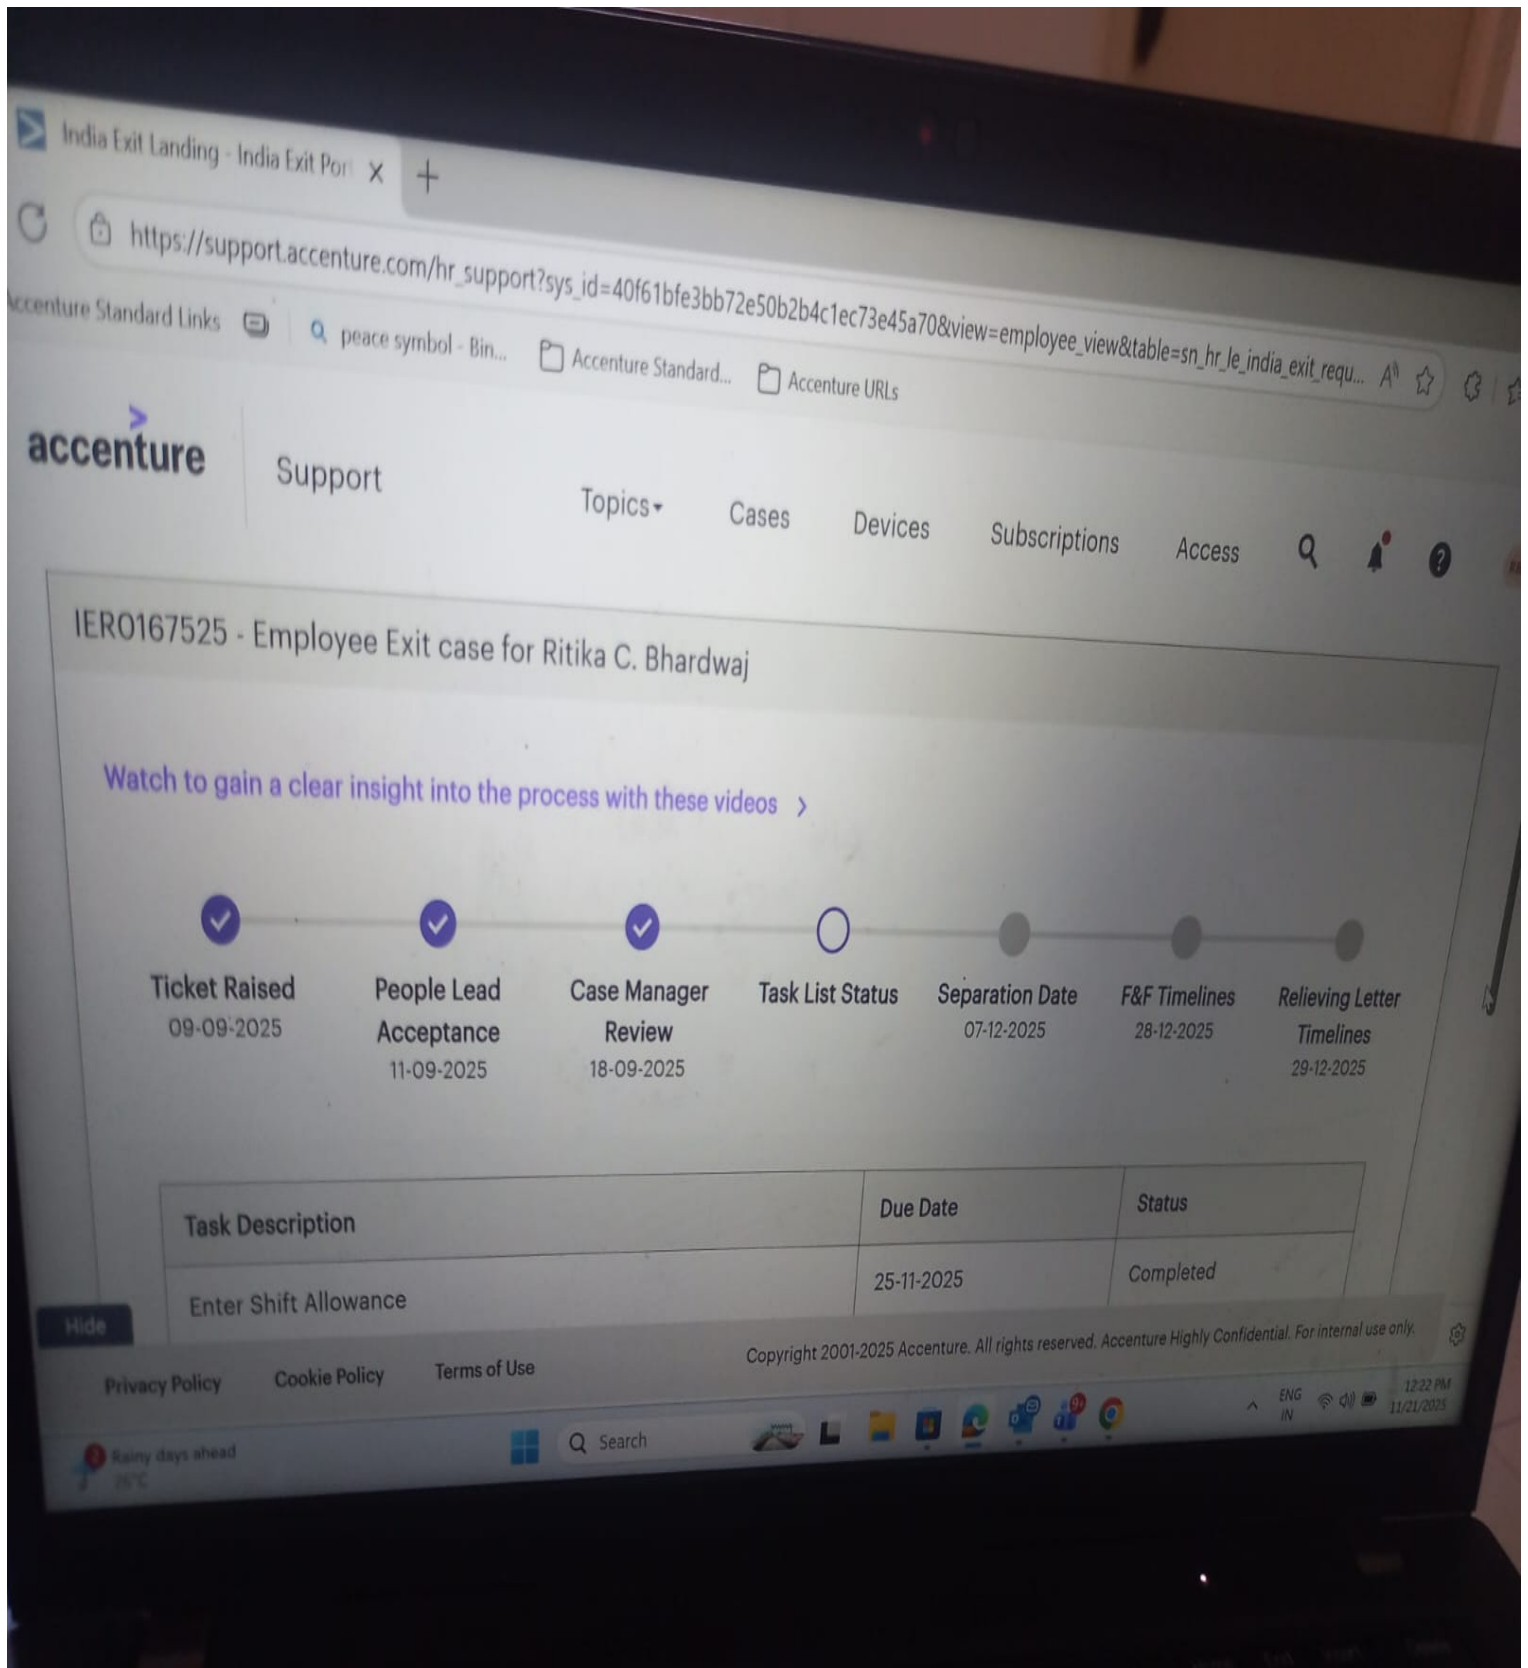 India Exit Landing - India Exit Por
https://support.accenture.com/hr_support?sys_id=40f61bfe3bb72e50b2b4c1ec73e45a70&view=employee_view&table=sn_hr_le_india_exit_requ...
Accenture Standard Links peace symbol - Bin... Accenture Standard... Accenture URLs
accenture Support Topics Cases Devices Subscriptions Access
IER0167525 - Employee Exit case for Ritika C. Bhardwaj
Watch to gain a clear insight into the process with these videos >
Ticket Raised
09-09-2025
People Lead
Acceptance
11-09-2025
Case Manager
Review
18-09-2025
Task List Status
Separation Date
07-12-2025
F&F Timelines
28-12-2025
Relieving Letter
Timelines
29-12-2025
Task Description Due Date Status
Enter Shift Allowance 25-11-2025 Completed
Hide
Privacy Policy Cookie Policy Terms of Use Copyright 2001-2025 Accenture. All rights reserved. Accenture Highly Confidential. For internal use only.
Rainy days ahead
Search
ENG
IN
12:22 PM
11/21/2025